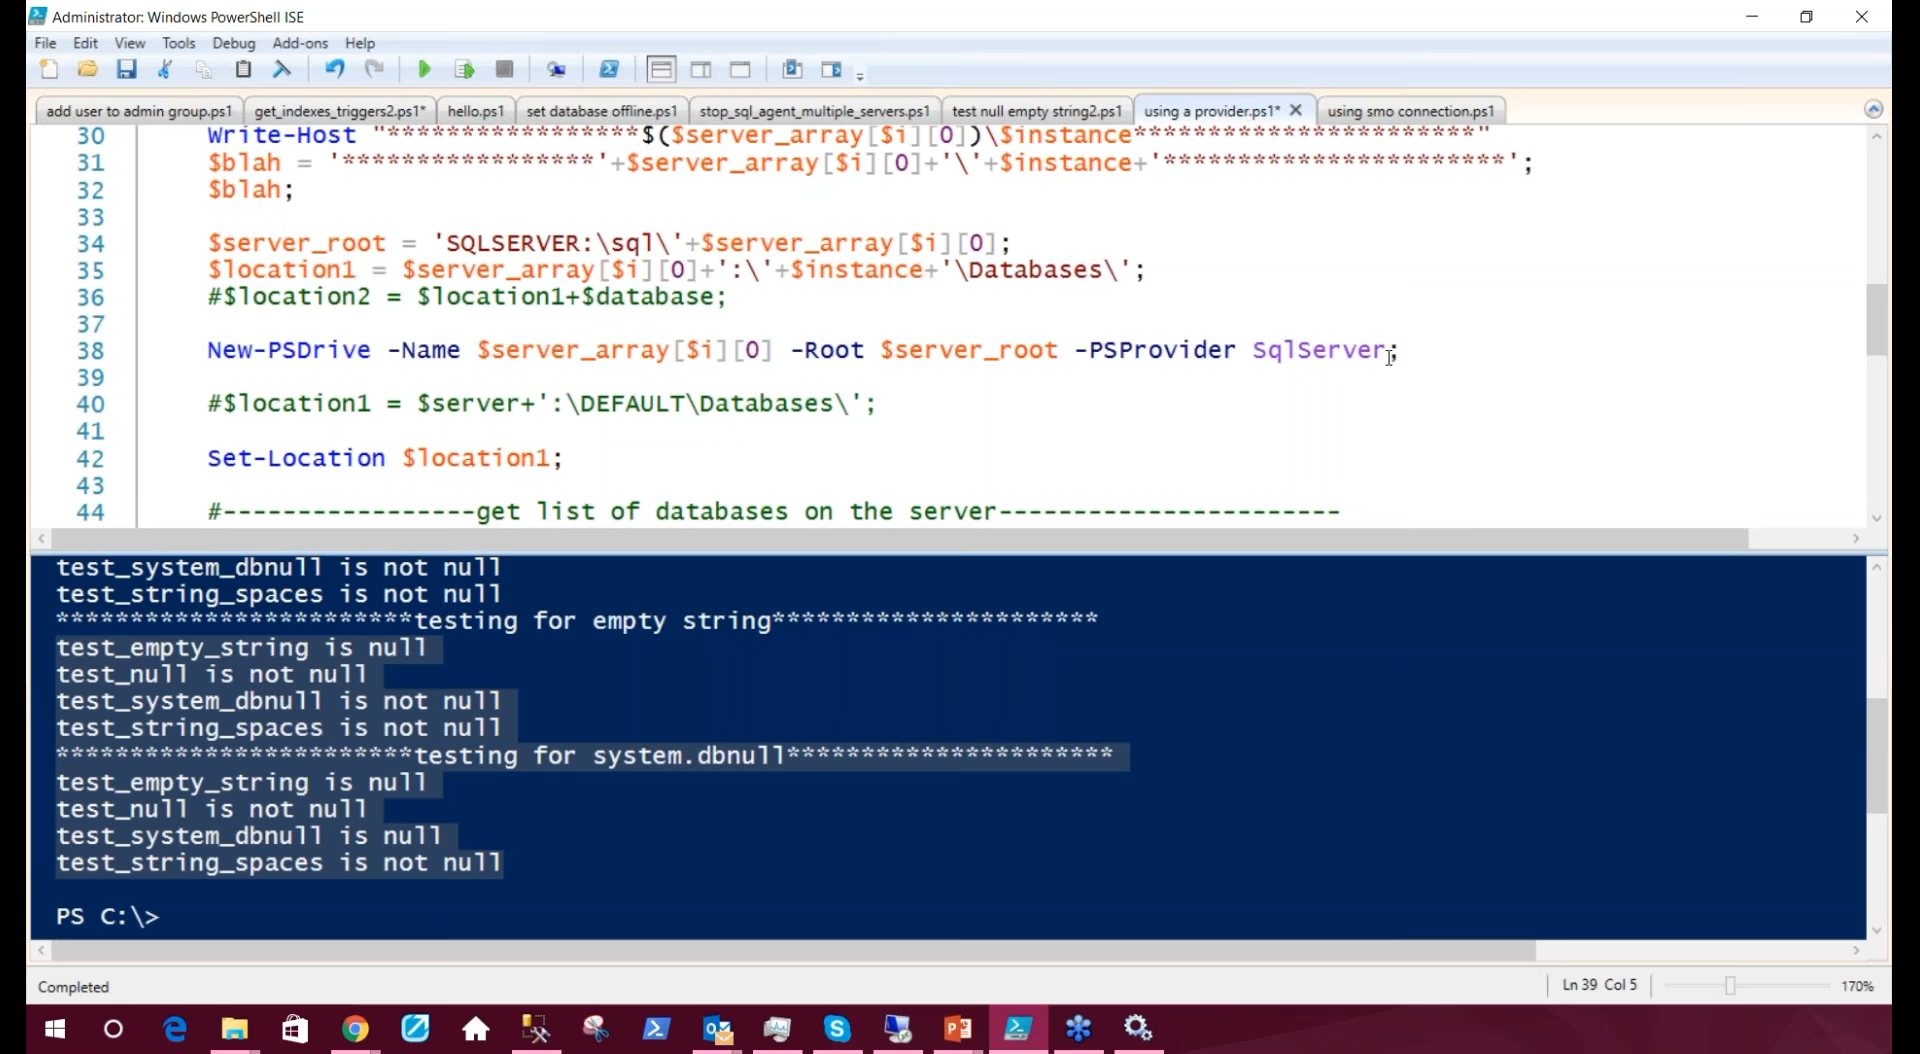 Administrator: Windows PowerShell ISE
File Edit View Tools Debug Add-ons Help
add user to admin group.ps1 get_indexes_triggers2.ps1* hello.ps1 set database offline.ps1 stop_sql_agent_multiple_servers.ps1 test null empty string2.ps1 using a provider.ps1* using smo connection.ps1
30 Write-Host "*****************$($server_array[$i][0])\$instance***********************"
31 $blah = '*****************'+$server_array[$i][0]+'\'+$instance+'***********************';
32 $blah;
33
34 $server_root = 'SQLSERVER:\sql\'+$server_array[$i][0];
35 $location1 = $server_array[$i][0]+':\'+$instance+'\Databases\';
36 #$location2 = $location1+$database;
37
38 New-PSDrive -Name $server_array[$i][0] -Root $server_root -PSProvider SqlServer;
39
40 #$location1 = $server+':\DEFAULT\Databases\';
41
42 Set-Location $location1;
43
44 #-----------------get list of databases on the server-----------------------
test_system_dbnull is not null
test_string_spaces is not null
************************testing for empty string**********************
test_empty_string is null
test_null is not null
test_system_dbnull is not null
test_string_spaces is not null
************************testing for system.dbnull**********************
test_empty_string is null
test_null is not null
test_system_dbnull is null
test_string_spaces is not null
PS C:\>
Completed Ln 39 Col 5 170%